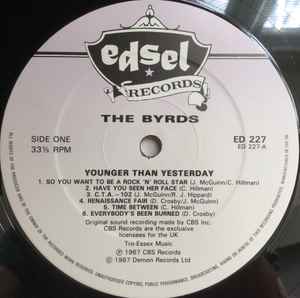 edsel
RECORDS
THE BYRDS
SIDE ONE
33⅓ RPM
ED 227
ED 227-A
YOUNGER THAN YESTERDAY
1. SO YOU WANT TO BE A ROCK 'N' ROLL STAR (J. McGuinn/C. Hillman)
2. HAVE YOU SEEN HER FACE (C. Hillman)
3. C.T.A.-102 (J. McGuinn/R. J. Hippard)
4. RENAISSANCE FAIR (D. Crosby/J. McGuinn)
5. TIME BETWEEN (C. Hillman)
6. EVERYBODY'S BEEN BURNED (D. Crosby)
Original sound recording made by CBS Inc.
CBS Records are the exclusive
licensees for the UK
Tro-Essex Music
℗ 1967 CBS Records
© 1987 Demon Records Ltd